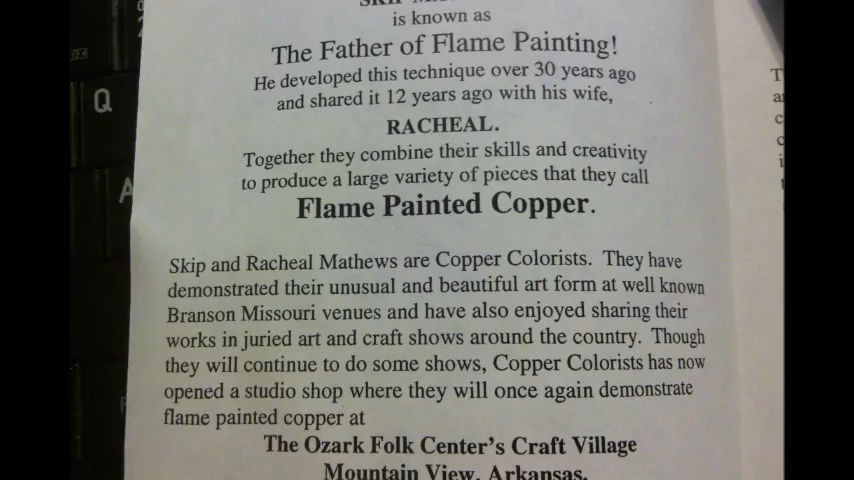 SKIP
is known as
The Father of Flame Painting!
He developed this technique over 30 years ago
and shared it 12 years ago with his wife,
RACHEAL.
Together they combine their skills and creativity
to produce a large variety of pieces that they call
Flame Painted Copper.
Skip and Racheal Mathews are Copper Colorists. They have
demonstrated their unusual and beautiful art form at well known
Branson Missouri venues and have also enjoyed sharing their
works in juried art and craft shows around the country. Though
they will continue to do some shows, Copper Colorists has now
opened a studio shop where they will once again demonstrate
flame painted copper at
The Ozark Folk Center's Craft Village
Mountain View, Arkansas.
Q
A